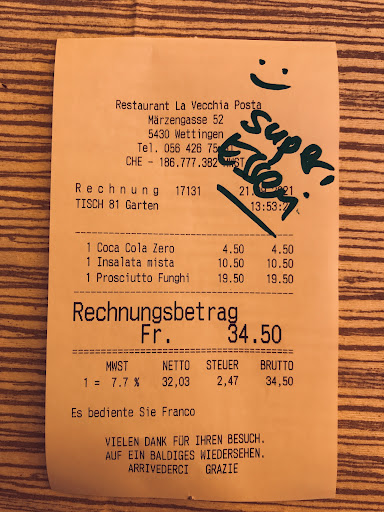 :)
super
Essen!
Restaurant La Vecchia Posta
Märzengasse 52
5430 Wettingen
Tel. 056 426
CHE - 186.777.382 MWST
Rechnung 17131
TISCH 81 Garten
1 Coca Cola Zero 4.50 4.50
1 Insalata mista 10.50 10.50
1 Prosciutto Funghi 19.50 19.50
Rechnungsbetrag
Fr. 34.50
MWST NETTO STEUER BRUTTO
1 = 7.7 % 32,03 2,47 34,50
Es bediente Sie Franco
VIELEN DANK FÜR IHREN BESUCH.
AUF EIN BALDIGES WIEDERSEHEN.
ARRIVEDERCI GRAZIE